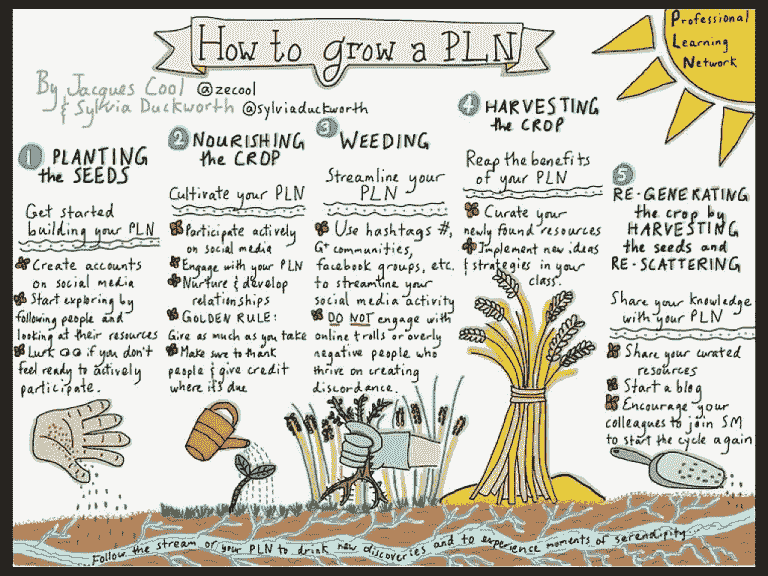 How to grow a PLN
Professional
Learning
Network
By Jacques Cool @zecool
& Sylvia Duckworth @sylviaduckworth
1 PLANTING
the SEEDS
Get started
building your PLN
Create accounts
on social media
Start exploring by
following people and
looking at their resources
Lurk if you don't
feel ready to actively
participate.
2 NOURISHING
the CROP
Cultivate your PLN
Participate actively
on social media
Engage with your PLN
Nurture & develop
relationships
GOLDEN RULE:
Give as much as you take
Make sure to thank
people & give credit
where it's due
3 WEEDING
Streamline your
PLN
Use hashtags #,
G+ communities,
facebook groups, etc.
to streamline your
social media activity
DO NOT engage with
online trolls or overly
negative people who
thrive on creating
discordance.
4 HARVESTING
the CROP
Reap the benefits
of your PLN
Curate your
newly found resources
Implement new ideas
& strategies in your
class.
5
RE-GENERATING
the crop by
HARVESTING
the seeds and
RE-SCATTERING
Share your knowledge
with your PLN
Share your curated
resources
Start a blog
Encourage your
colleagues to join SM
to start the cycle again
Follow the stream of your PLN to drink new discoveries and to experience moments of serendipity